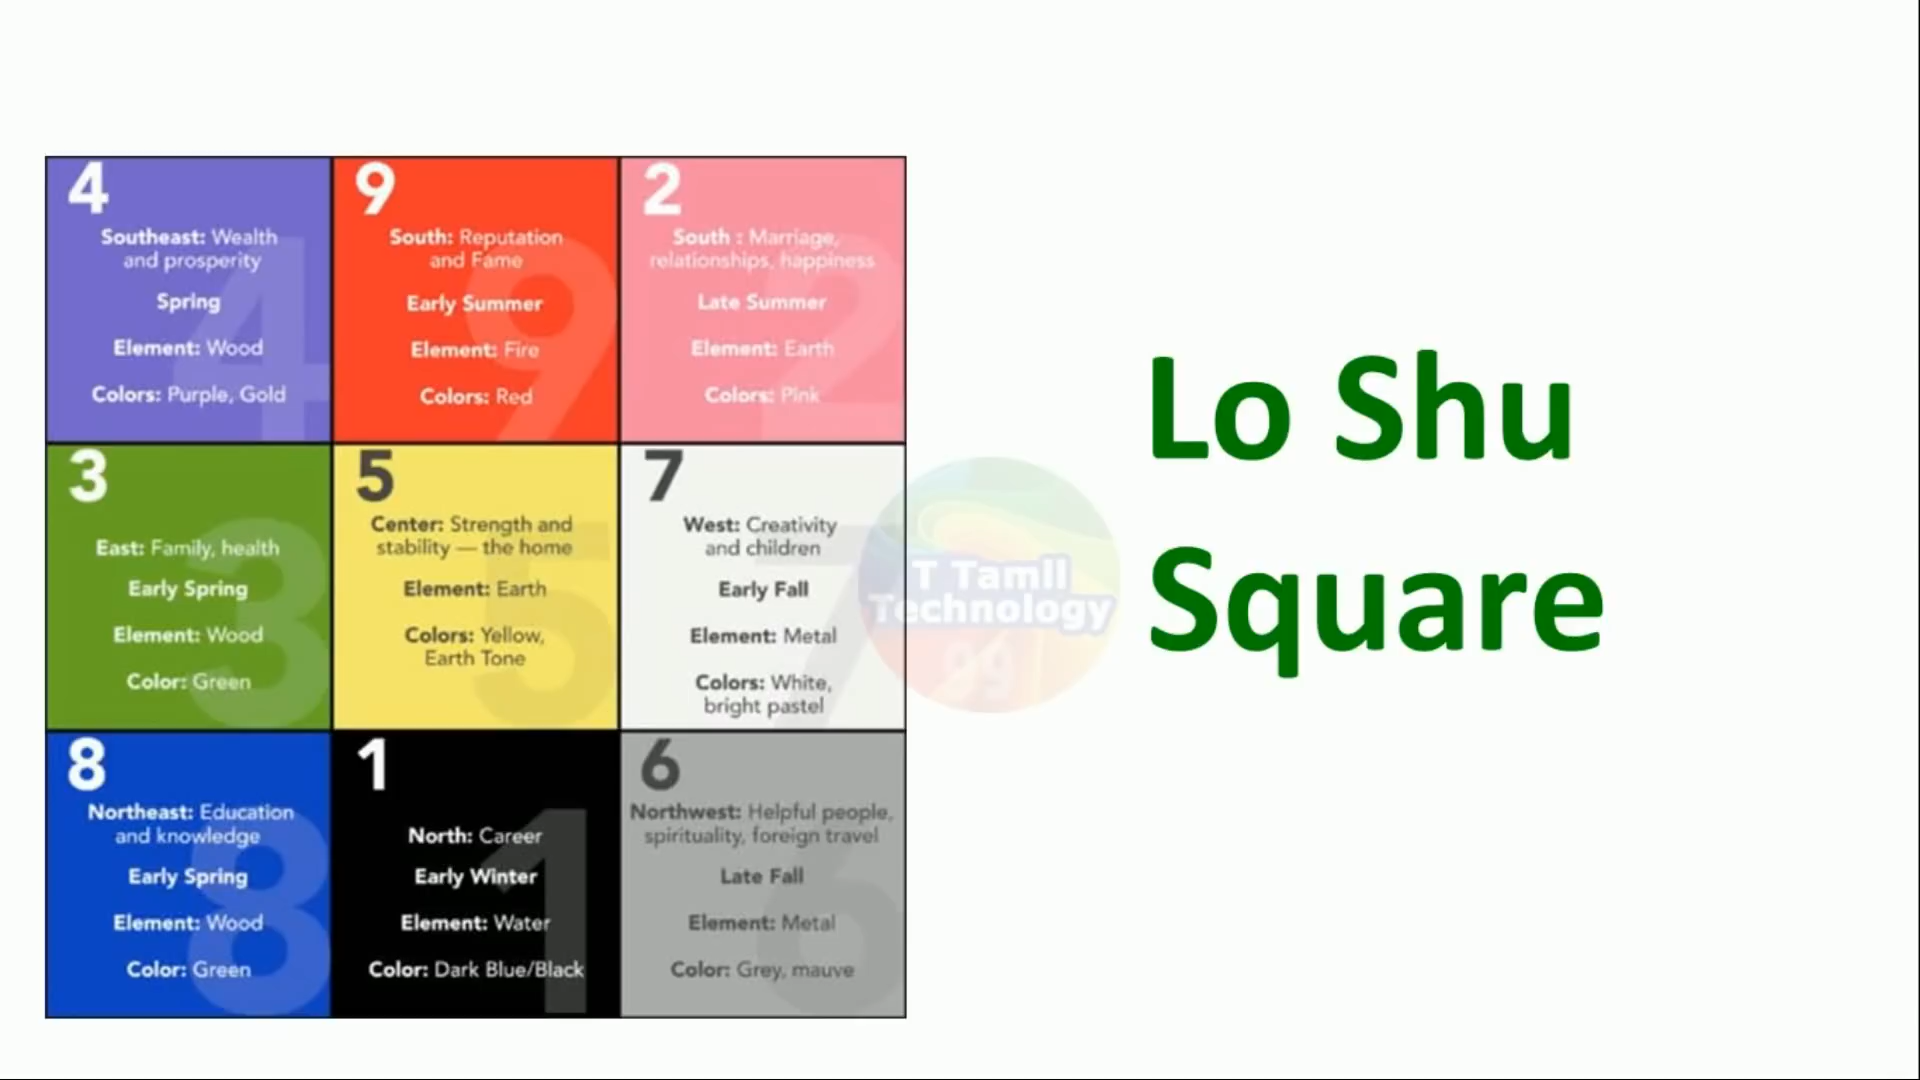 4
Southeast: Wealth
and prosperity
Spring
Element: Wood
Colors: Purple, Gold
9
South: Reputation
and Fame
Early Summer
Element: Fire
Colors: Red
2
South : Marriage,
relationships, happiness
Late Summer
Element: Earth
Colors: Pink
3
East: Family, health
Early Spring
Element: Wood
Color: Green
5
Center: Strength and
stability — the home
Element: Earth
Colors: Yellow,
Earth Tone
7
West: Creativity
and children
Early Fall
Element: Metal
Colors: White,
bright pastel
8
Northeast: Education
and knowledge
Early Spring
Element: Wood
Color: Green
1
North: Career
Early Winter
Element: Water
Color: Dark Blue/Black
6
Northwest: Helpful people,
spirituality, foreign travel
Late Fall
Element: Metal
Color: Grey, mauve
T Tamil
Technology
99
Lo Shu
Square